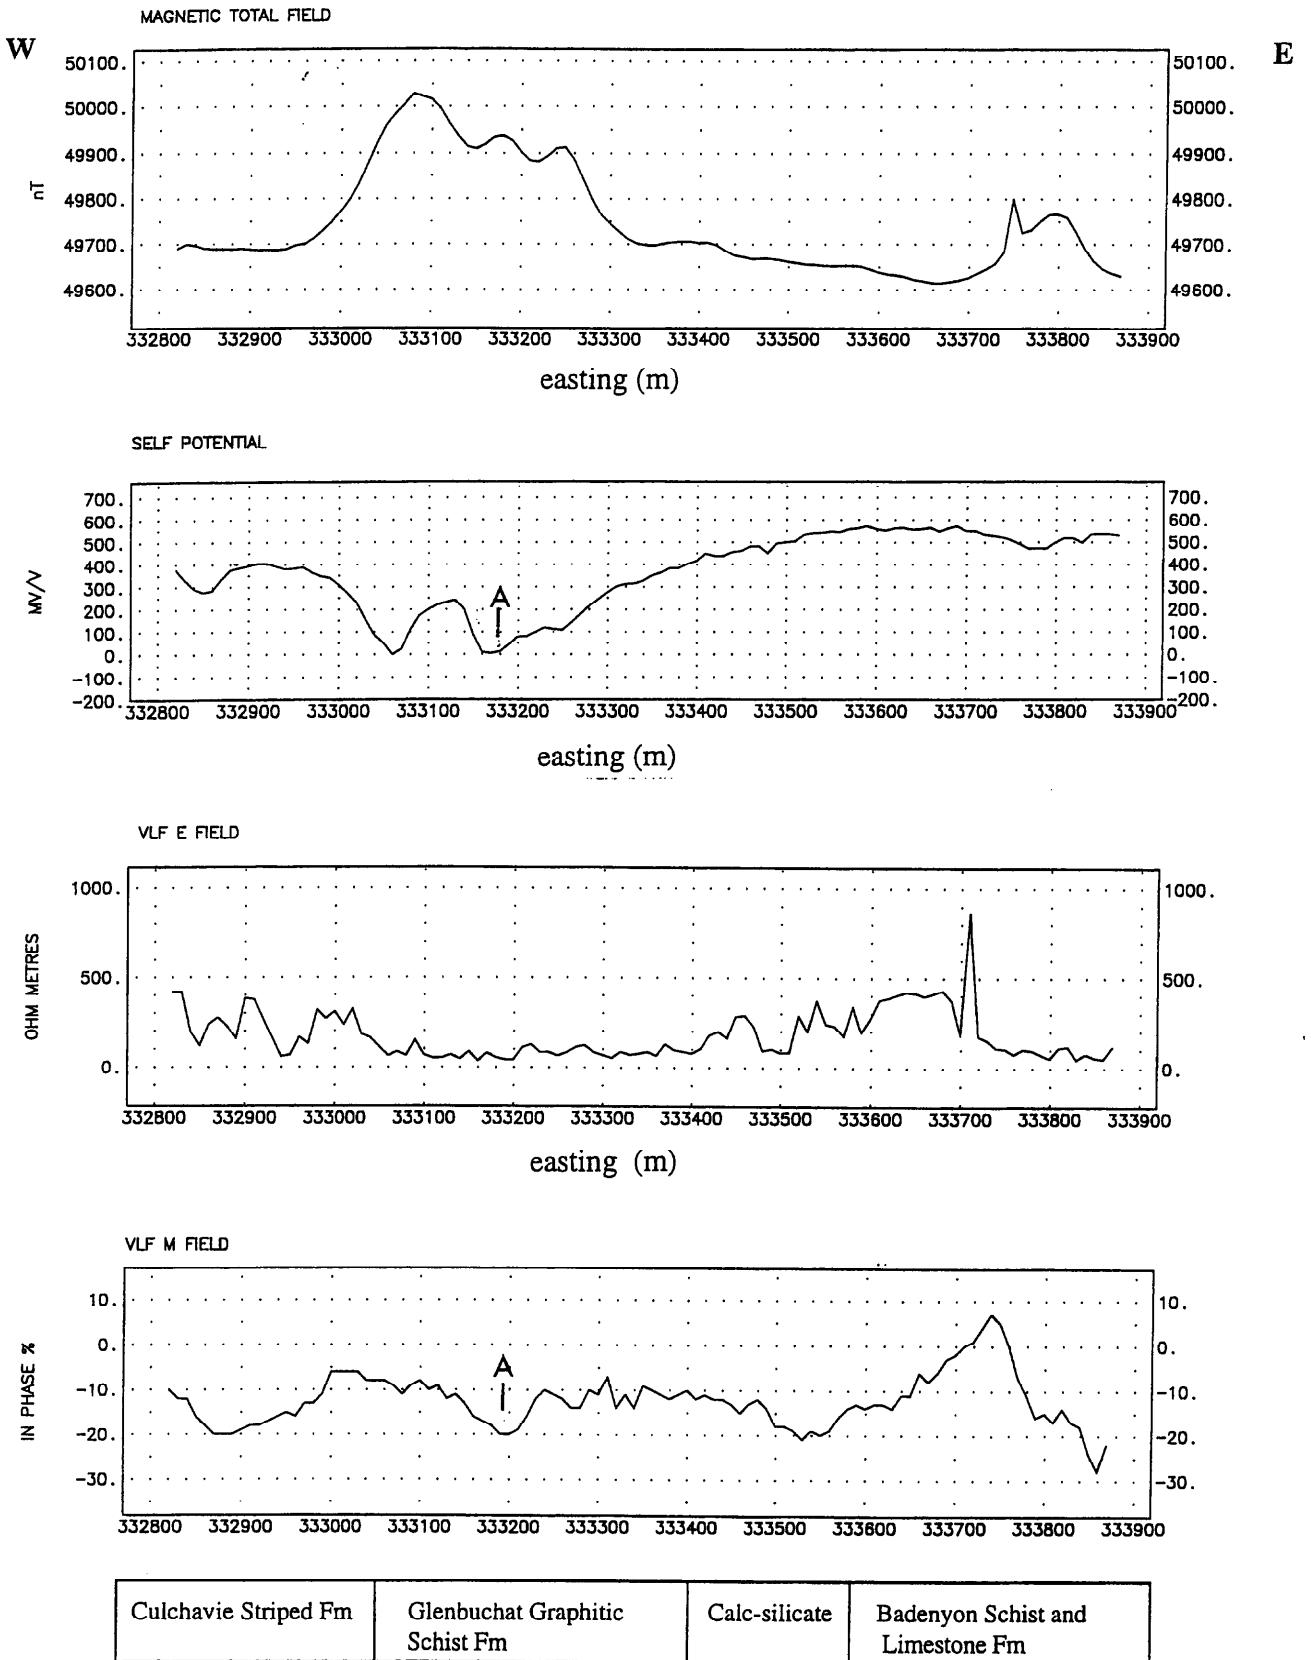 MAGNETIC TOTAL FIELD
W
E
50100. 50100.
50000. 50000.
49900. 49900.
nT
49800. 49800.
49700. 49700.
49600. 49600.
332800 332900 333000 333100 333200 333300 333400 333500 333600 333700 333800 333900
easting (m)
SELF POTENTIAL
700. 700.
600. 600.
500. 500.
400. 400.
MV/V
300. 300.
A
200. 200.
100. 100.
0. 0.
-100. -100.
-200. -200.
332800 332900 333000 333100 333200 333300 333400 333500 333600 333700 333800 333900
easting (m)
VLF E FIELD
1000. 1000.
OHM METRES
500. 500.
0. 0.
332800 332900 333000 333100 333200 333300 333400 333500 333600 333700 333800 333900
easting (m)
VLF M FIELD
10. 10.
0. 0.
IN PHASE %
A
-10. -10.
-20. -20.
-30. -30.
332800 332900 333000 333100 333200 333300 333400 333500 333600 333700 333800 333900
Culchavie Striped Fm
Glenbuchat Graphitic
Schist Fm
Calc-silicate
Badenyon Schist and
Limestone Fm